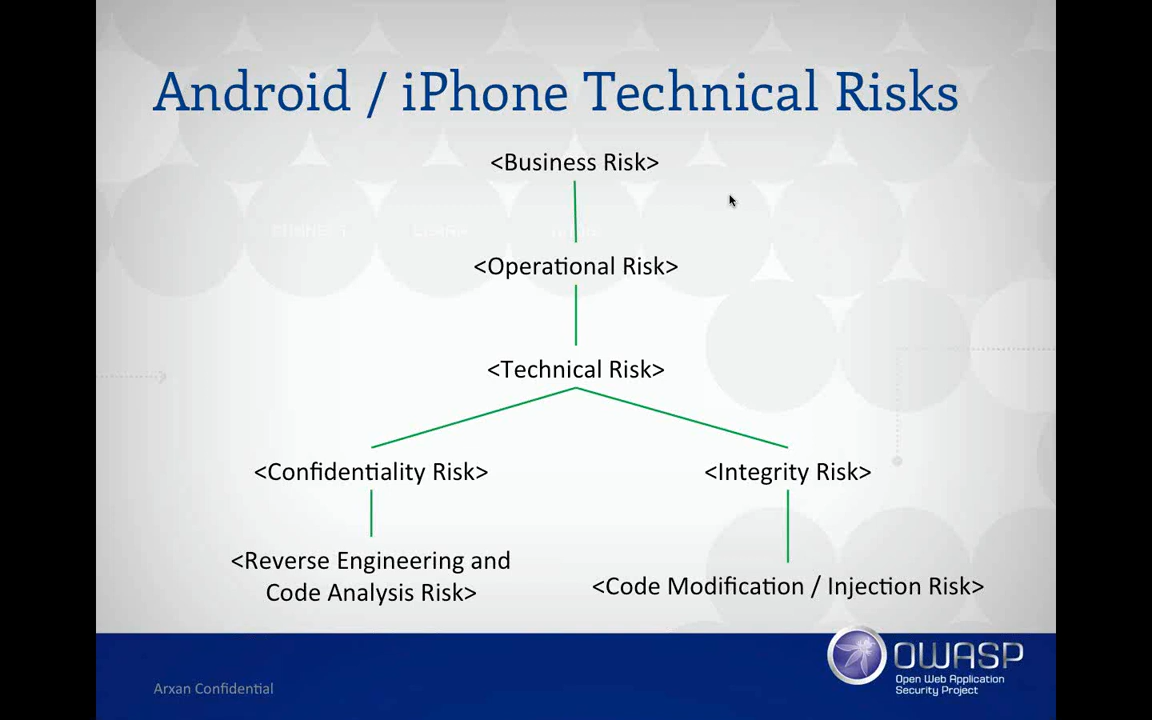 Android / iPhone Technical Risks
<Business Risk>
<Operational Risk>
<Technical Risk>
<Confidentiality Risk>
<Integrity Risk>
<Reverse Engineering and
Code Analysis Risk>
<Code Modification / Injection Risk>
OWASP
Open Web Application
Security Project
Arxan Confidential